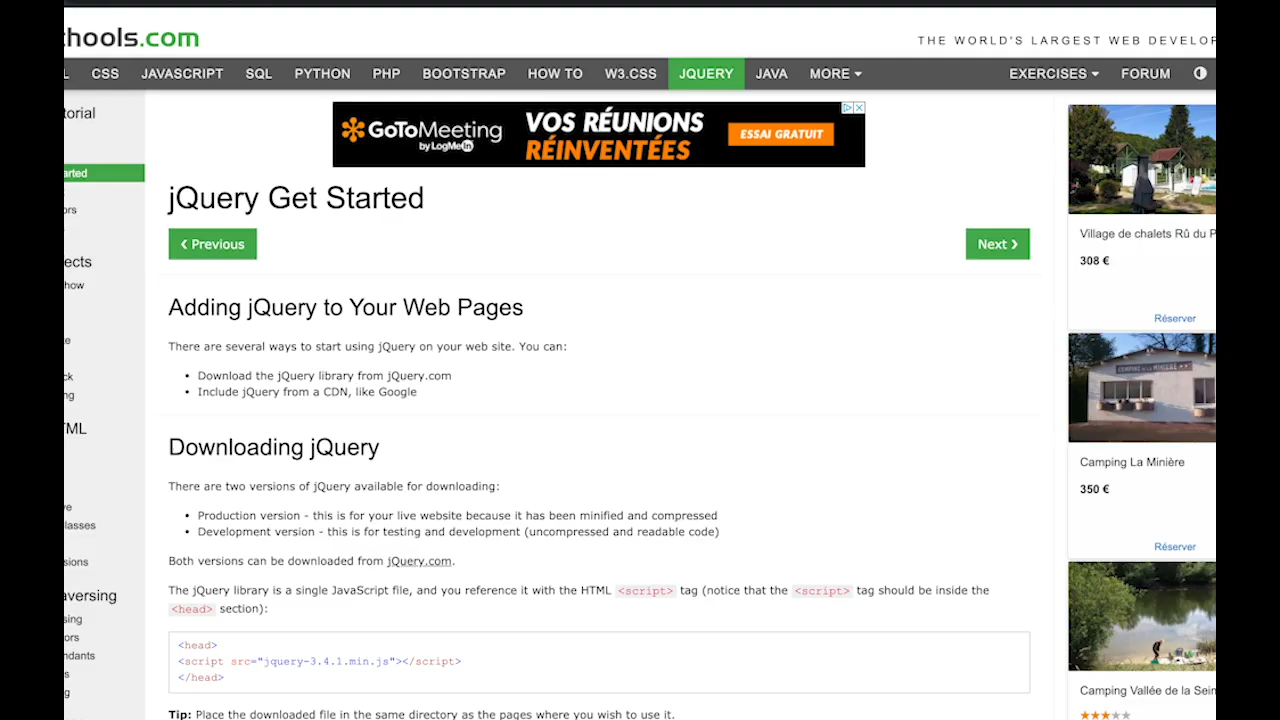 hools.com
THE WORLD'S LARGEST WEB DEVELOP
L CSS JAVASCRIPT SQL PYTHON PHP BOOTSTRAP HOW TO W3.CSS JQUERY JAVA MORE EXERCISES FORUM
torial
GoToMeeting
by LogMeIn
VOS RÉUNIONS
RÉINVENTÉES
ESSAI GRATUIT
arted
ors
ects
how
te
ck
ng
TML
ve
lasses
sions
aversing
sing
ors
ndants
s
g
jQuery Get Started
❮ Previous
Next ❯
Adding jQuery to Your Web Pages
There are several ways to start using jQuery on your web site. You can:
• Download the jQuery library from jQuery.com
• Include jQuery from a CDN, like Google
Downloading jQuery
There are two versions of jQuery available for downloading:
• Production version - this is for your live website because it has been minified and compressed
• Development version - this is for testing and development (uncompressed and readable code)
Both versions can be downloaded from jQuery.com.
The jQuery library is a single JavaScript file, and you reference it with the HTML <script> tag (notice that the <script> tag should be inside the
<head> section):
<head>
<script src="jquery-3.4.1.min.js"></script>
</head>
Tip: Place the downloaded file in the same directory as the pages where you wish to use it.
Village de chalets Rû du P
308 €
Réserver
CAMPING DE LA MINIÈRE
Camping La Minière
350 €
Réserver
Camping Vallée de la Sein